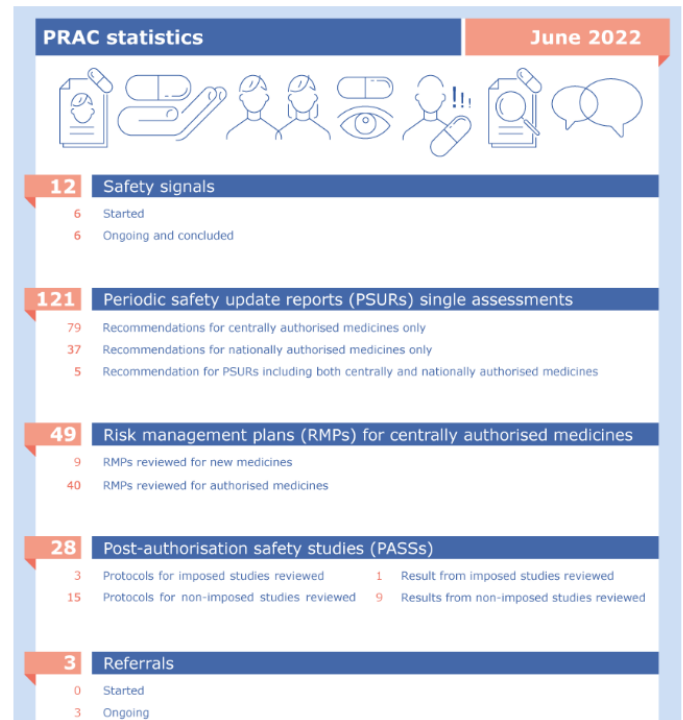 PRAC statistics June 2022
!!!
12 Safety signals
6 Started
6 Ongoing and concluded
121 Periodic safety update reports (PSURs) single assessments
79 Recommendations for centrally authorised medicines only
37 Recommendations for nationally authorised medicines only
5 Recommendation for PSURs including both centrally and nationally authorised medicines
49 Risk management plans (RMPs) for centrally authorised medicines
9 RMPs reviewed for new medicines
40 RMPs reviewed for authorised medicines
28 Post-authorisation safety studies (PASSs)
3 Protocols for imposed studies reviewed 1 Result from imposed studies reviewed
15 Protocols for non-imposed studies reviewed 9 Results from non-imposed studies reviewed
3 Referrals
0 Started
3 Ongoing